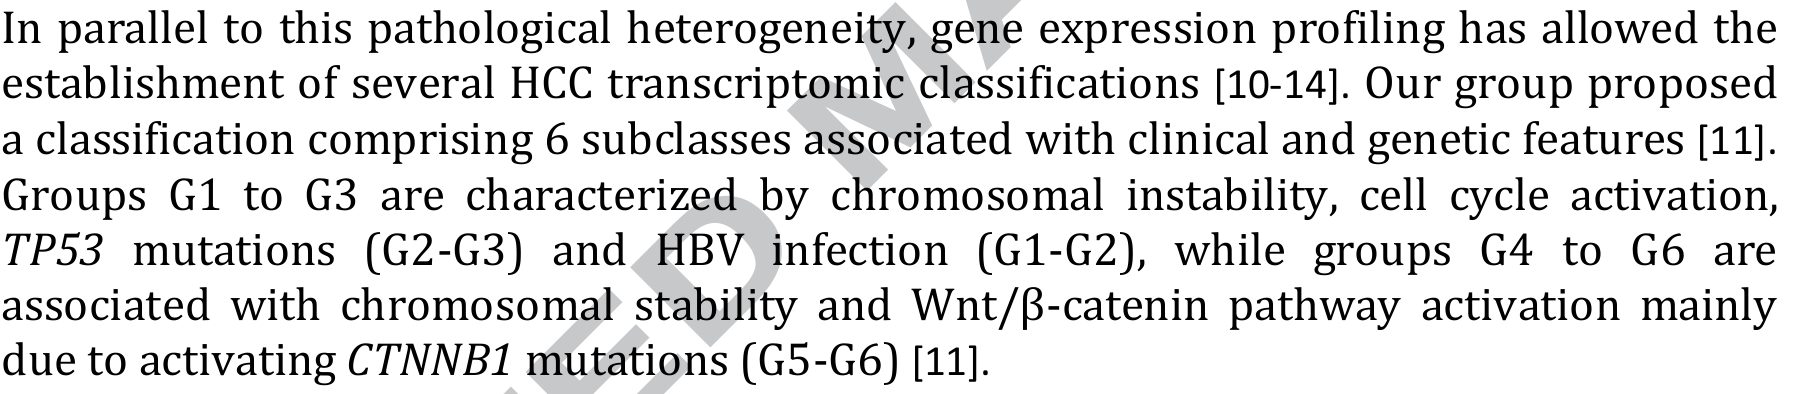 In parallel to this pathological heterogeneity, gene expression profiling has allowed the
establishment of several HCC transcriptomic classifications [10-14]. Our group proposed
a classification comprising 6 subclasses associated with clinical and genetic features [11].
Groups G1 to G3 are characterized by chromosomal instability, cell cycle activation,
TP53 mutations (G2-G3) and HBV infection (G1-G2), while groups G4 to G6 are
associated with chromosomal stability and Wnt/β-catenin pathway activation mainly
due to activating CTNNB1 mutations (G5-G6) [11].